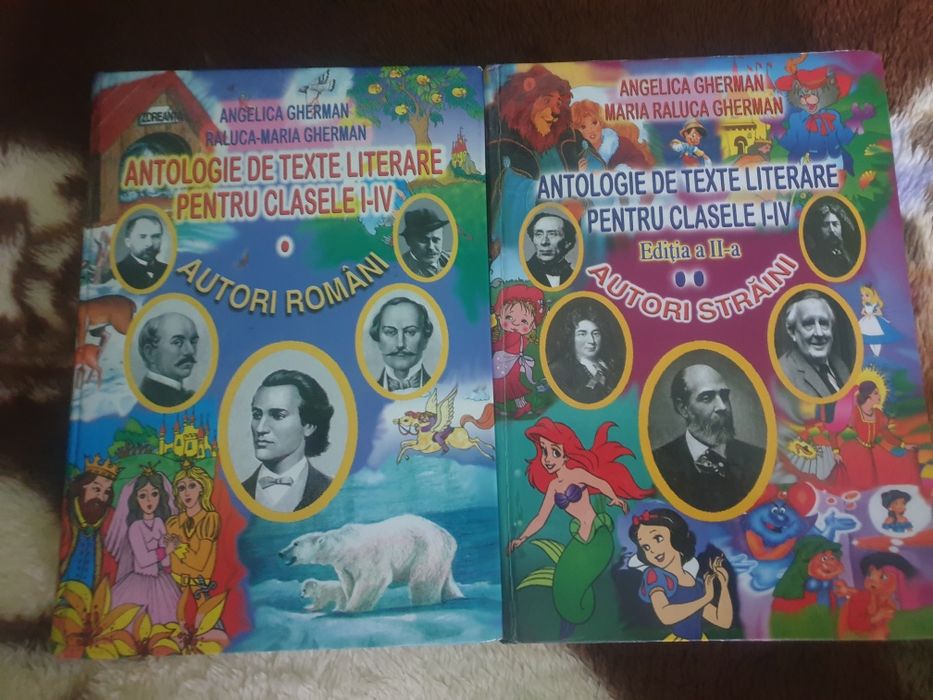 ZDREANȚĂ
ANGELICA GHERMAN
RALUCA-MARIA GHERMAN
ANTOLOGIE DE TEXTE LITERARE
PENTRU CLASELE I-IV
AUTORI ROMÂNI
ANGELICA GHERMAN
MARIA RALUCA GHERMAN
ANTOLOGIE DE TEXTE LITERARE
PENTRU CLASELE I-IV
Ediția a II-a
AUTORI STRĂINI